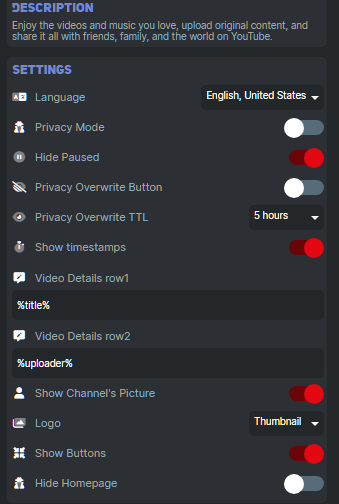 DESCRIPTION
Enjoy the videos and music you love, upload original content, and
share it all with friends, family, and the world on YouTube.
SETTINGS
Language English, United States
Privacy Mode
Hide Paused
Privacy Overwrite Button
Privacy Overwrite TTL 5 hours
Show timestamps
Video Details row1
%title%
Video Details row2
%uploader%
Show Channel's Picture
Logo Thumbnail
Show Buttons
Hide Homepage